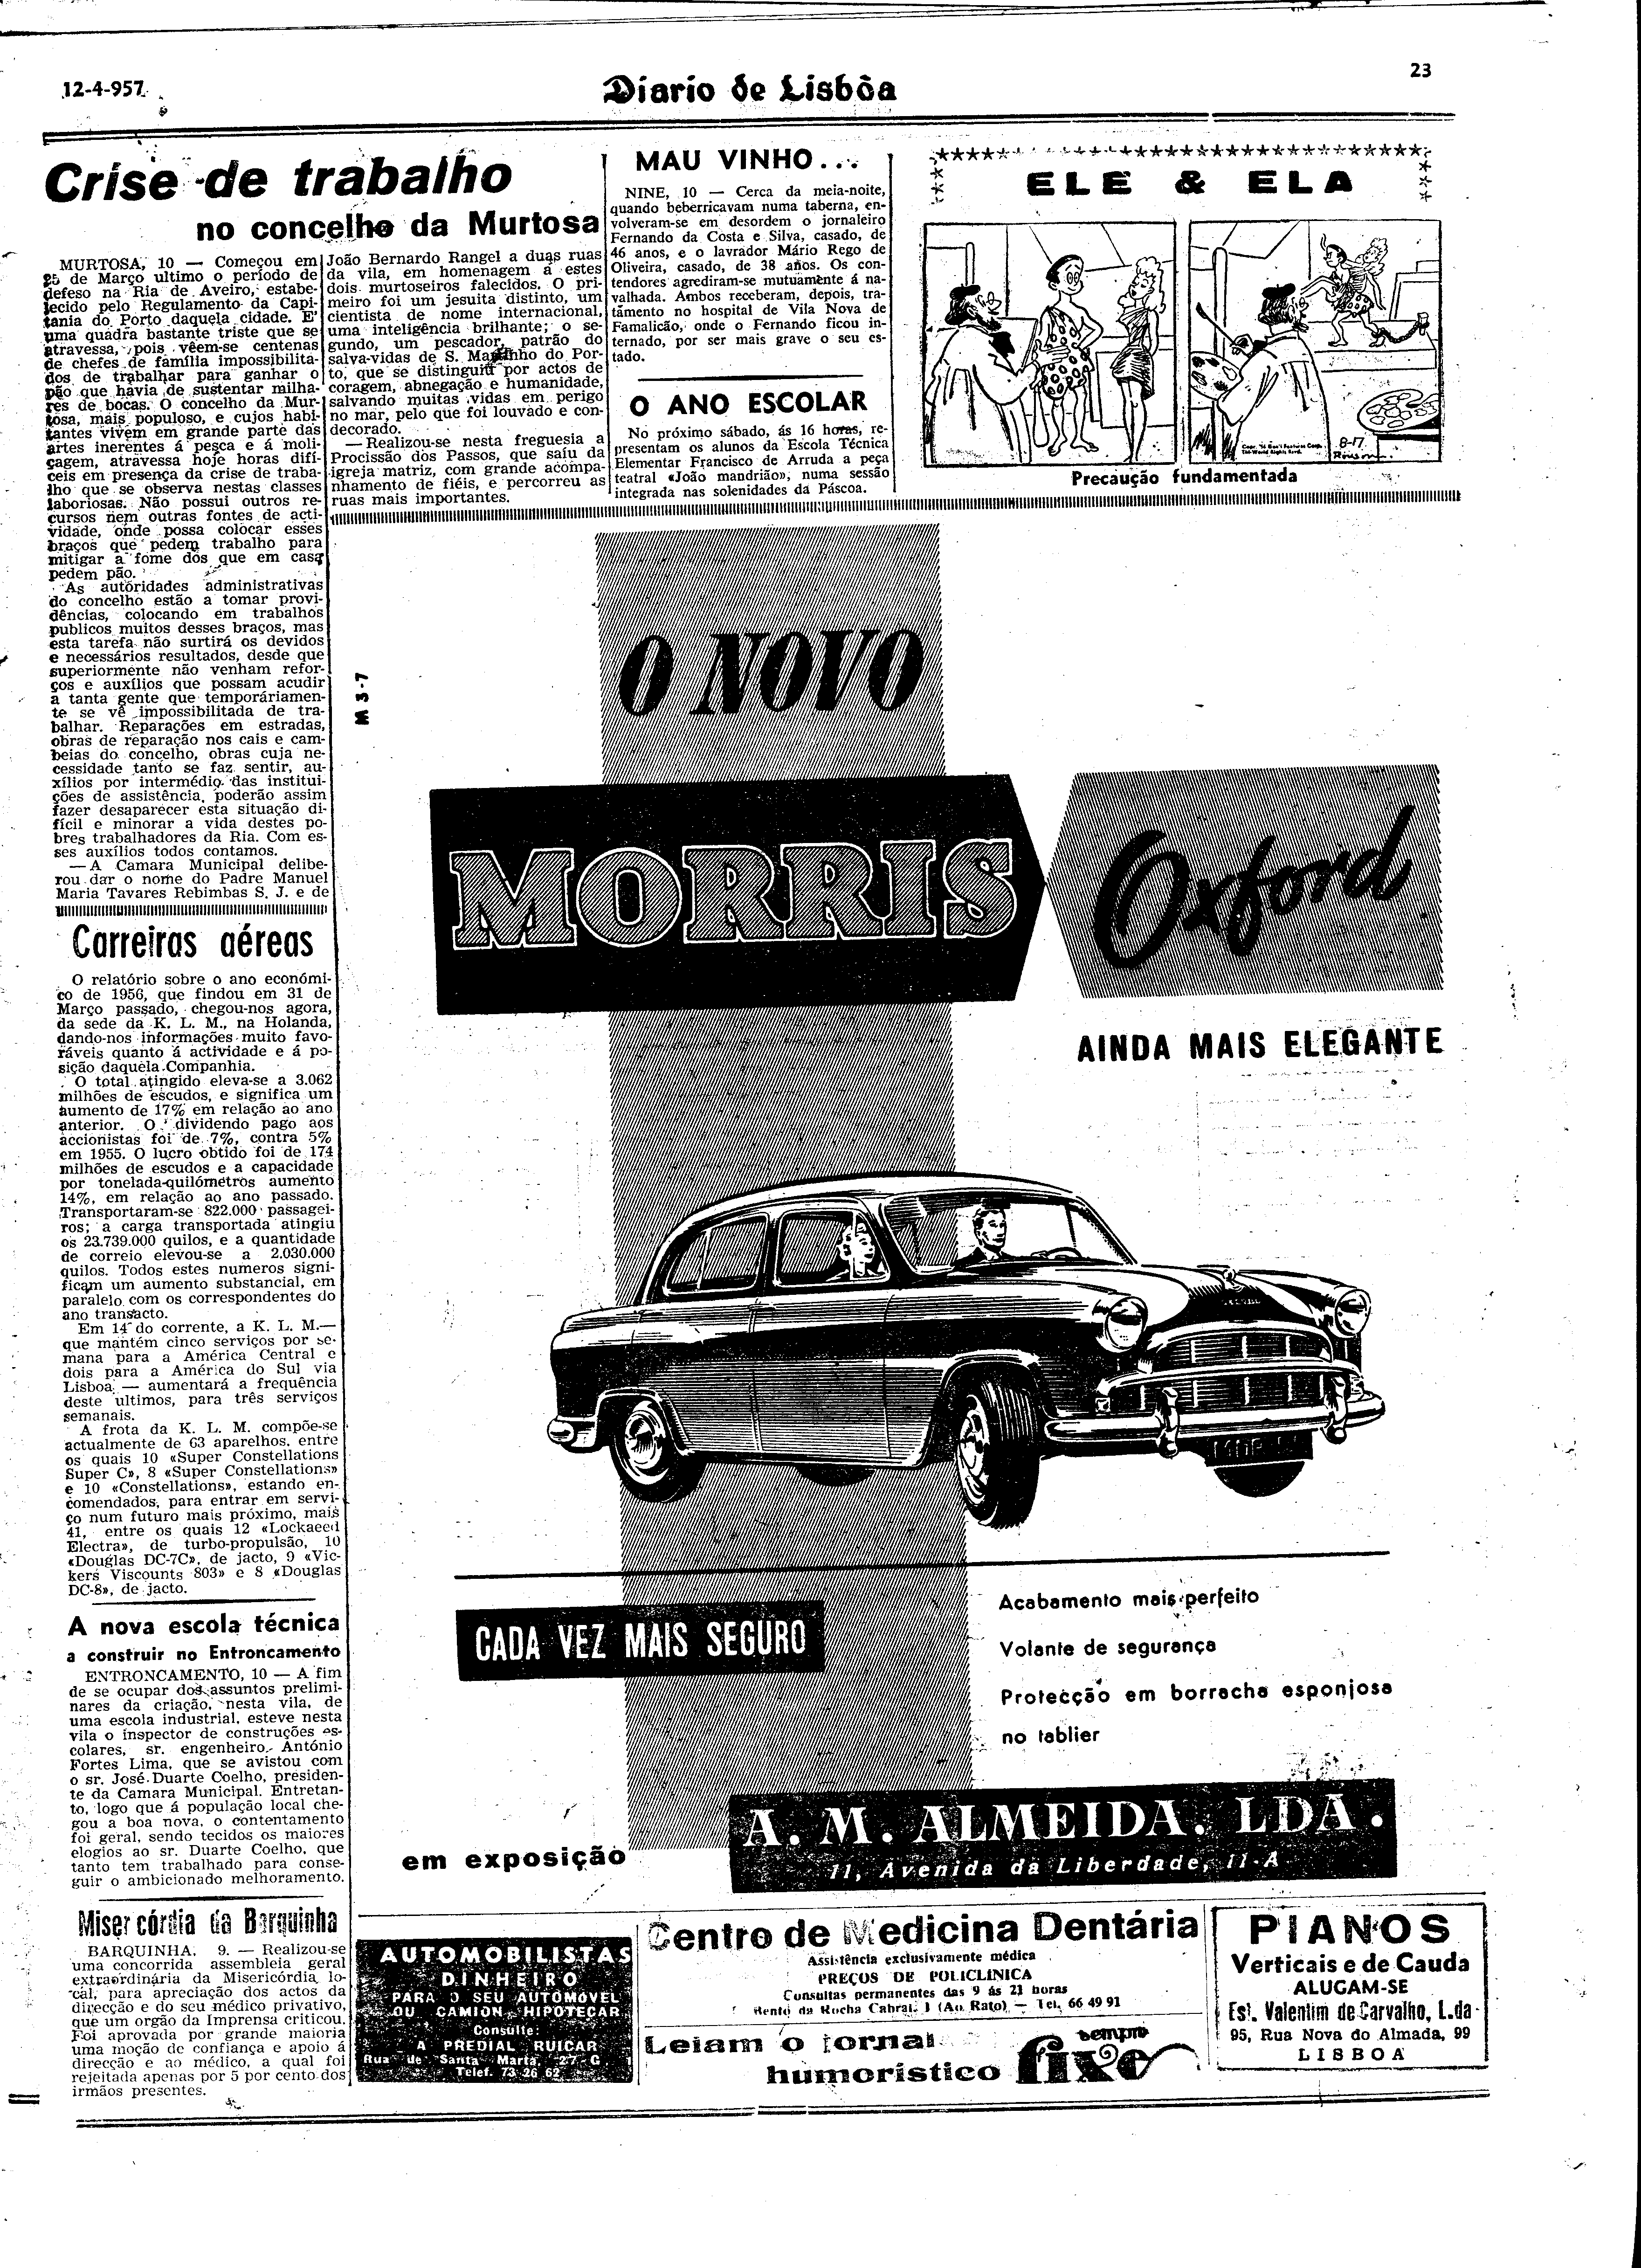 12-4-957
Diario de Lisbôa
23
Crise de trabalho
no concelho da Murtosa
MURTOSA, 10 — Começou em
25 de Março ultimo o período de
defeso na Ria de Aveiro, estabe-
lecido pelo Regulamento da Capi-
tania do Porto daquela cidade. E'
uma quadra bastante triste que se
atravessa, pois vêem-se centenas
de chefes de família impossibilita-
dos de trabalhar para ganhar o
pão que havia de sustentar milha-
res de bocas. O concelho da Mur-
tosa, mais populoso, e cujos habi-
tantes vivem em grande parte das
artes inerentes á pesca e á moli-
çagem, atravessa hoje horas difí-
ceis em presença da crise de traba-
lho que se observa nestas classes
laboriosas. Não possui outros re-
cursos nem outras fontes de acti-
vidade, onde possa colocar esses
braços que pedem trabalho para
mitigar a fome dos que em casa
pedem pão.
As autoridades administrativas
do concelho estão a tomar provi-
dências, colocando em trabalhos
publicos muitos desses braços, mas
esta tarefa não surtirá os devidos
e necessários resultados, desde que
superiormente não venham refor-
ços e auxílios que possam acudir
a tanta gente que temporáriamen-
te se vê impossibilitada de tra-
balhar. Reparações em estradas,
obras de reparação nos cais e cam-
beias do concelho, obras cuja ne-
cessidade tanto se faz sentir, au-
xílios por intermédio das institui-
ções de assistência, poderão assim
fazer desaparecer esta situação di-
fícil e minorar a vida destes po-
bres trabalhadores da Ria. Com es-
ses auxílios todos contamos.
— A Camara Municipal delibe-
rou dar o nome do Padre Manuel
Maria Tavares Rebimbas S. J. e de
João Bernardo Rangel a duas ruas
da vila, em homenagem a estes
dois murtoseiros falecidos. O pri-
meiro foi um jesuita distinto, um
cientista de nome internacional,
uma inteligência brilhante; o se-
gundo, um pescador, patrão do
salva-vidas de S. Martinho do Por-
to, que se distinguiu por actos de
coragem, abnegação e humanidade,
salvando muitas vidas em perigo
no mar, pelo que foi louvado e con-
decorado.
— Realizou-se nesta freguesia a
Procissão dos Passos, que saíu da
igreja matriz, com grande acompa-
nhamento de fiéis, e percorreu as
ruas mais importantes.
MAU VINHO...
NINE, 10 — Cerca da meia-noite,
quando beberricavam numa taberna, en-
volveram-se em desordem o jornaleiro
Fernando da Costa e Silva, casado, de
46 anos, e o lavrador Mário Rego de
Oliveira, casado, de 38 años. Os con-
tendores agrediram-se mutuamente á na-
valhada. Ambos receberam, depois, tra-
tamento no hospital de Vila Nova de
Famalicão, onde o Fernando ficou in-
ternado, por ser mais grave o seu es-
tado.
O ANO ESCOLAR
No próximo sábado, ás 16 horas, re-
presentam os alunos da Escola Técnica
Elementar Francisco de Arruda a peça
teatral «João mandrião», numa sessão
integrada nas solenidades da Páscoa.
ELE & ELA
8-17
Precaução fundamentada
Carreiras aéreas
O relatório sobre o ano económi-
co de 1956, que findou em 31 de
Março passado, chegou-nos agora,
da sede da K. L. M., na Holanda,
dando-nos informações muito favo-
ráveis quanto á actividade e á po-
sição daquela Companhia.
O total atingido eleva-se a 3.062
milhões de escudos, e significa um
aumento de 17% em relação ao ano
anterior. O dividendo pago aos
accionistas foi de 7%, contra 5%
em 1955. O lucro obtido foi de 174
milhões de escudos e a capacidade
por tonelada-quilómetros aumento
14%, em relação ao ano passado.
Transportaram-se 822.000 passagei-
ros; a carga transportada atingiu
os 23.739.000 quilos, e a quantidade
de correio elevou-se a 2.030.000
quilos. Todos estes numeros signi-
ficam um aumento substancial, em
paralelo com os correspondentes do
ano transacto.
Em 14 do corrente, a K. L. M.—
que mantém cinco serviços por se-
mana para a América Central e
dois para a América do Sul via
Lisboa — aumentará a frequência
deste ultimos, para três serviços
semanais.
A frota da K. L. M. compõe-se
actualmente de 63 aparelhos, entre
os quais 10 «Super Constellations
Super C», 8 «Super Constellations»
e 10 «Constellations», estando en-
comendados, para entrar em servi-
ço num futuro mais próximo, mais
41, entre os quais 12 «Lockaeed
Electra», de turbo-propulsão, 10
«Douglas DC-7C», de jacto, 9 «Vic-
kers Viscounts 803» e 8 «Douglas
DC-8», de jacto.
A nova escola técnica
a construir no Entroncamento
ENTRONCAMENTO, 10 — A fim
de se ocupar dos assuntos prelimi-
nares da criação, nesta vila, de
uma escola industrial, esteve nesta
vila o inspector de construções es-
colares, sr. engenheiro António
Fortes Lima, que se avistou com
o sr. José Duarte Coelho, presiden-
te da Camara Municipal. Entretan-
to, logo que á população local che-
gou a boa nova, o contentamento
foi geral, sendo tecidos os maiores
elogios ao sr. Duarte Coelho, que
tanto tem trabalhado para conse-
guir o ambicionado melhoramento.
Misericórdia da Barquinha
BARQUINHA, 9. — Realizou-se
uma concorrida assembleia geral
extraordinária da Misericórdia lo-
cal, para apreciação dos actos da
direcção e do seu médico privativo,
que um orgão da Imprensa criticou.
Foi aprovada por grande maioria
uma moção de confiança e apoio á
direcção e ao médico, a qual foi
rejeitada apenas por 5 por cento dos
irmãos presentes.
M 3-7
O NOVO
MORRIS
Oxford
AINDA MAIS ELEGANTE
CADA VEZ MAIS SEGURO
Acabamento mais perfeito
Volante de segurança
Protecção em borracha esponjosa
no tablier
em exposição
A. M. ALMEIDA, LDA.
11, Avenida da Liberdade, 11-A
AUTOMOBILISTAS
DINHEIRO
PARA O SEU AUTOMÓVEL
OU CAMION HIPOTECAR
Consulte:
A PREDIAL RUICAR
Rua de Santa Marta, 27-C
Telef. 73 26 62
Centro de Medicina Dentária
Assistência exclusivamente médica
PREÇOS DE POLICLINICA
Consultas permanentes das 9 ás 21 horas
Bento da Rocha Cabral, 1 (Ao Rato) — Tel. 66 49 91
Leiam o jornal
humorístico
sempre
fixe
PIANOS
Verticais e de Cauda
ALUGAM-SE
Est. Valentim de Carvalho, L.da
95, Rua Nova do Almada, 99
LISBOA